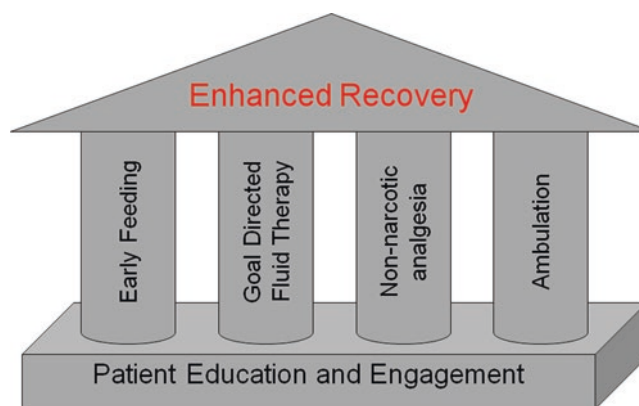 Enhanced Recovery
Early Feeding
Goal Directed
Fluid Therapy
Non-narcotic
analgesia
Ambulation
Patient Education and Engagement